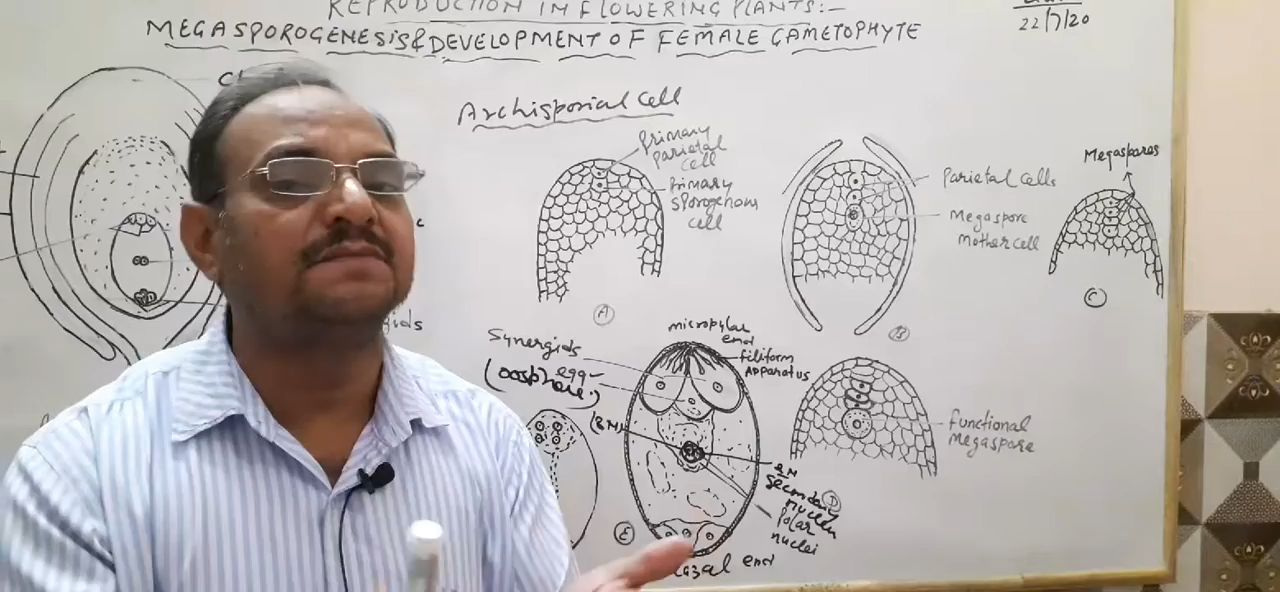 REPRODUCTION IN FLOWERING PLANTS:-
MEGASPOROGENESIS & DEVELOPMENT OF FEMALE GAMETOPHYTE
22/7/20
Archisporial Cell
Primary
parietal
cell
Primary
sporogenous
cell
A
Parietal cells
Megaspore
Mother cell
B
Megaspores
C
Synergids
egg
(oosphere)
micropylar
end
filiform
APPARATUS
(2N)
2N
Secondary
nucleus
Polar
nuclei
E
functional
megaspore
D
end